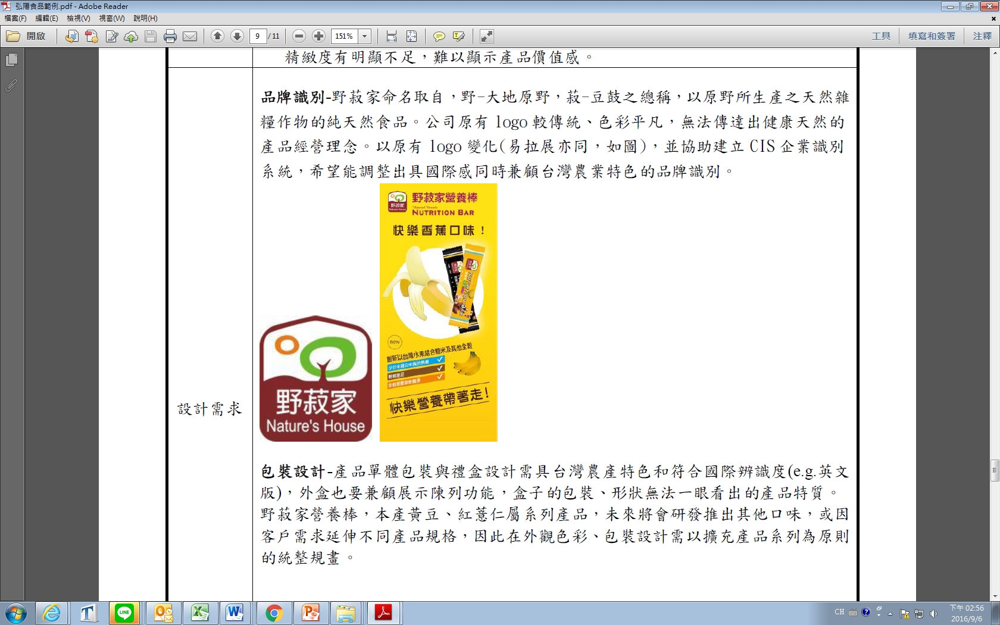 弘陽食品範例.pdf - Adobe Reader
檔案(F) 編輯(E) 檢視(V) 視窗(W) 說明(H)
開啟 9 / 11 151% 工具 填寫和簽署 注釋
精緻度有明顯不足，難以顯示產品價值感。
品牌識別-野菽家命名取自，野-大地原野，菽-豆鼓之總稱，以原野所生產之天然雜
糧作物的純天然食品。公司原有 logo 較傳統、色彩平凡，無法傳達出健康天然的
產品經營理念。以原有 logo 變化(易拉展亦同，如圖)，並協助建立 CIS 企業識別
系統，希望能調整出具國際感同時兼顧台灣農業特色的品牌識別。
野菽家
Nature's House
野菽家營養棒
NUTRITION BAR
快樂香蕉口味！
new
創新以台灣水果結合糙米及其他全穀
快樂營養帶著走！
設計需求
野菽家
Nature's House
包裝設計-產品單體包裝與禮盒設計需具台灣農產特色和符合國際辨識度(e.g.英文
版)，外盒也要兼顧展示陳列功能，盒子的包裝、形狀無法一眼看出的產品特質。
野菽家營養棒，本產黃豆、紅薏仁屬系列產品，未來將會研發推出其他口味，或因
客戶需求延伸不同產品規格，因此在外觀色彩、包裝設計需以擴充產品系列為原則
的統整規畫。
LINE
CH
下午 02:56
2016/9/6